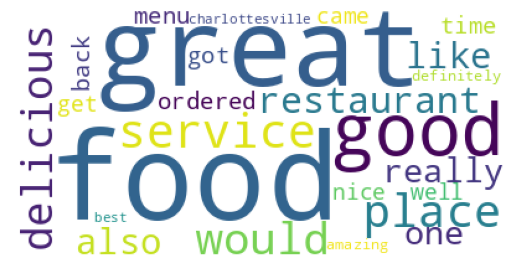 menu charlottesville came
great time
delicious back got like
definitely
get ordered restaurant
service good
food really
nice well
best place
also would one
amazing